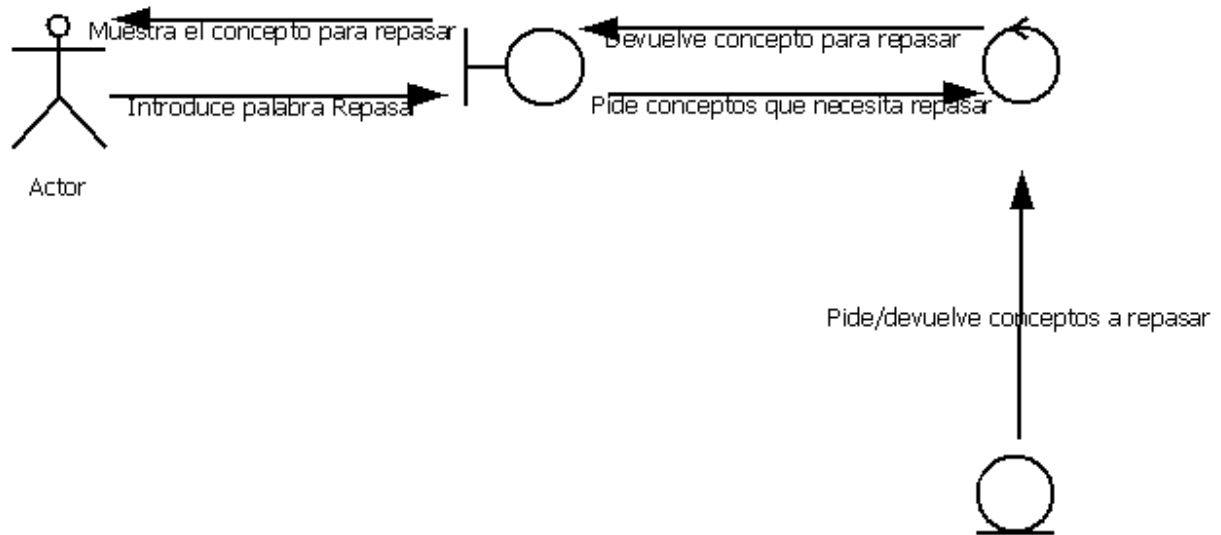 Muestra el concepto para repasar
Devuelve concepto para repasar
Introduce palabra Repasar
Pide conceptos que necesita repasar
Actor
Pide/devuelve conceptos a repasar